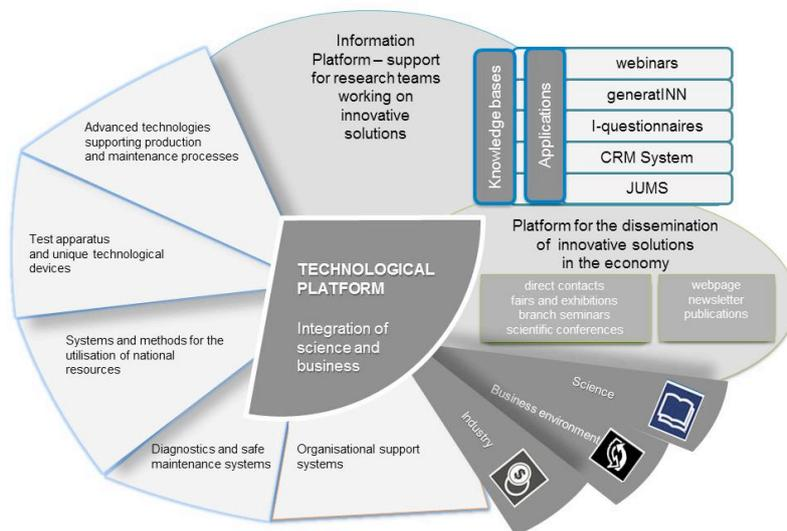 Information
Platform – support
for research teams
working on
innovative
solutions
Knowledge bases
Applications
webinars
generatINN
I-questionnaires
CRM System
JUMS
Advanced technologies
supporting production
and maintenance processes
Test apparatus
and unique technological
devices
Systems and methods for the
utilisation of national
resources
Diagnostics and safe
maintenance systems
Organisational support
systems
TECHNOLOGICAL
PLATFORM
Integration of
science and
business
Platform for the dissemination
of innovative solutions
in the economy
direct contacts
fairs and exhibitions
branch seminars
scientific conferences
webpage
newsletter
publications
Science
Business environment
Industry
$